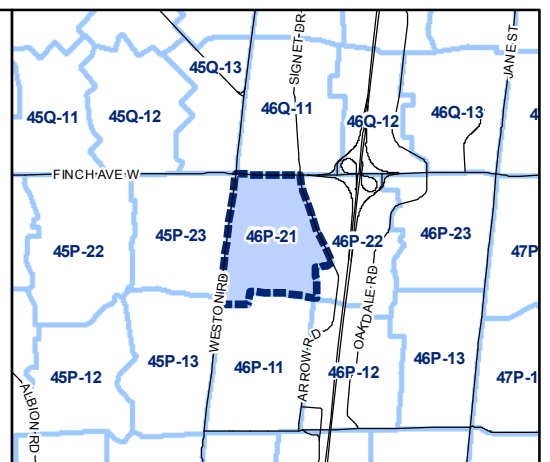 SIGNET DR
JANE ST
45Q-13
45Q-11
45Q-12
46Q-11
46Q-12
46Q-13
4
FINCH AVE W
45P-22
45P-23
46P-21
46P-22
46P-23
47P
WESTON RD
OAKDALE RD
ARROW RD
45P-12
45P-13
46P-11
46P-12
46P-13
47P-1
ALBION RD